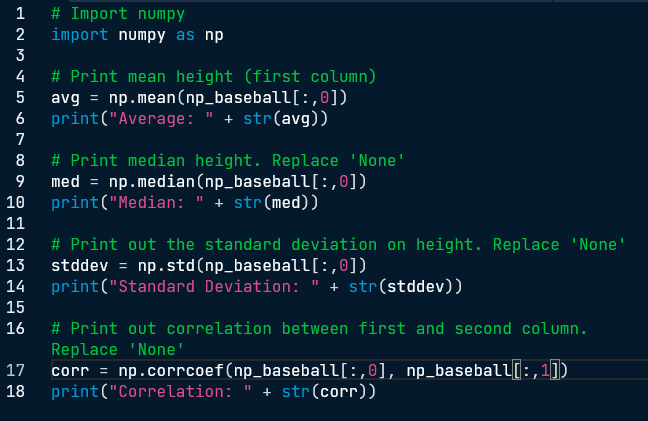 1 # Import numpy
2 import numpy as np
3
4 # Print mean height (first column)
5 avg = np.mean(np_baseball[:,0])
6 print("Average: " + str(avg))
7
8 # Print median height. Replace 'None'
9 med = np.median(np_baseball[:,0])
10 print("Median: " + str(med))
11
12 # Print out the standard deviation on height. Replace 'None'
13 stddev = np.std(np_baseball[:,0])
14 print("Standard Deviation: " + str(stddev))
15
16 # Print out correlation between first and second column.
Replace 'None'
17 corr = np.corrcoef(np_baseball[:,0], np_baseball[:,1])
18 print("Correlation: " + str(corr))